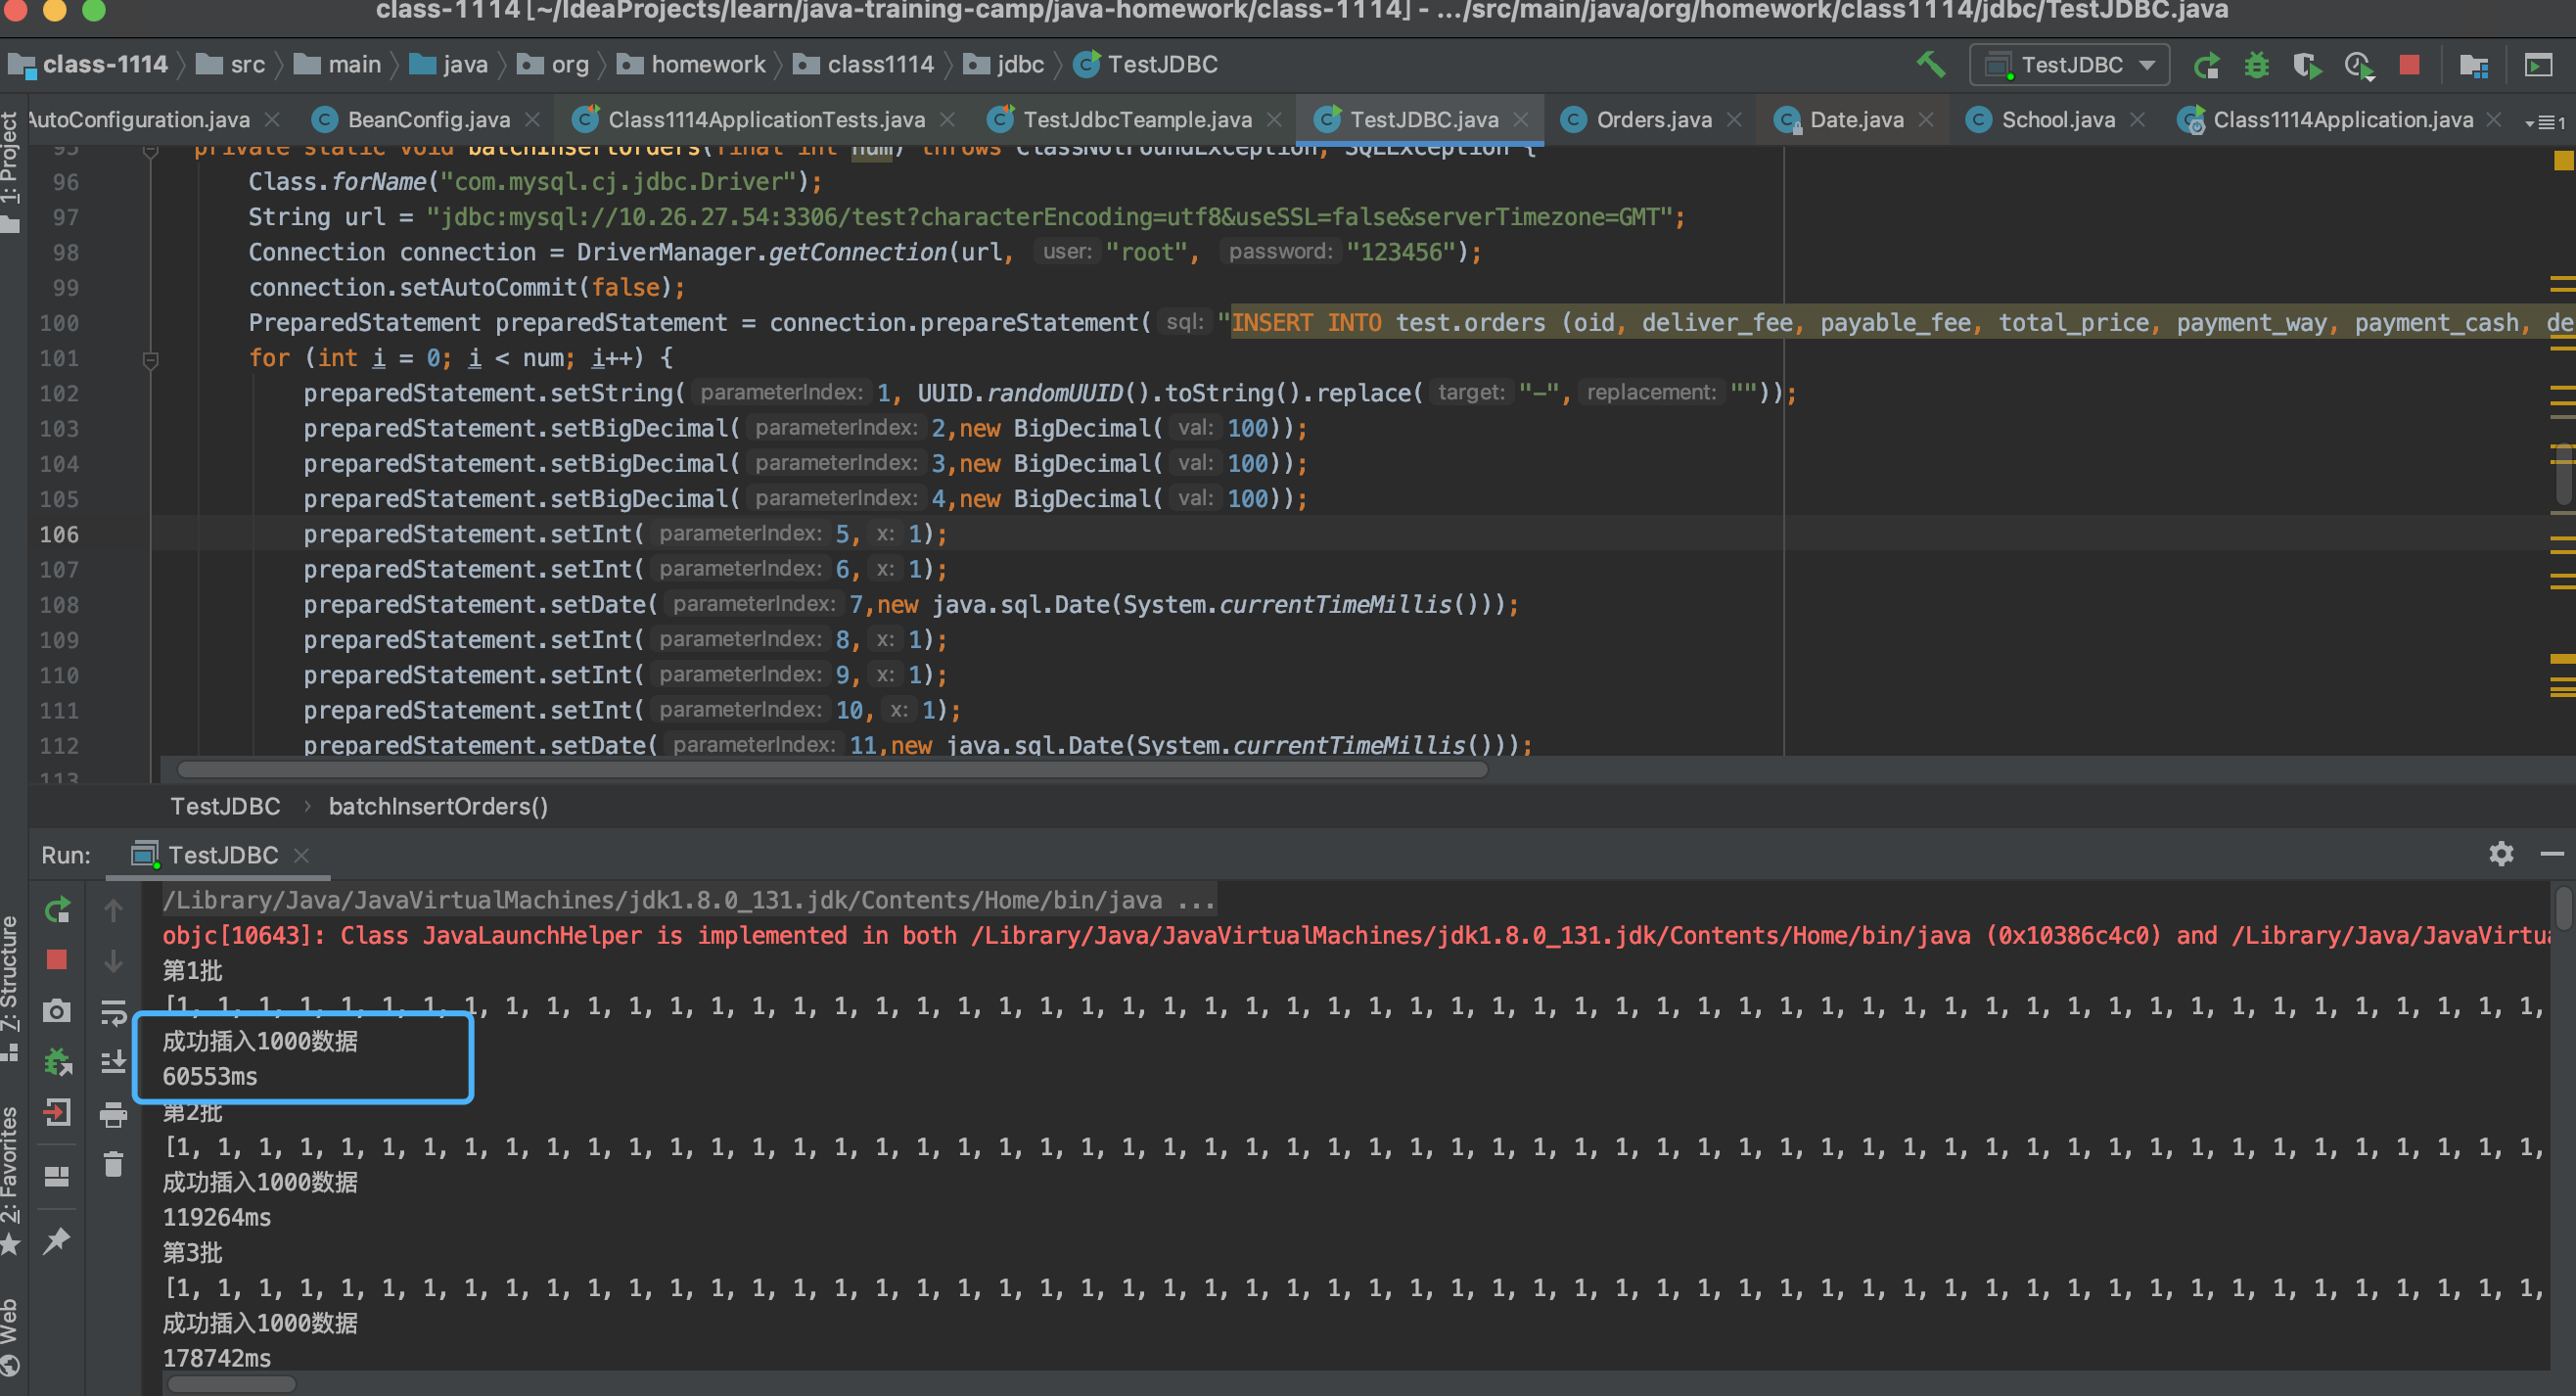 class-1114 [~/IdeaProjects/learn/java-training-camp/java-homework/class-1114] - .../src/main/java/org/homework/class1114/jdbc/TestJDBC.java
class-1114 src main java org homework class1114 jdbc TestJDBC TestJDBC
AutoConfiguration.java BeanConfig.java Class1114ApplicationTests.java TestJdbcTeample.java TestJDBC.java Orders.java Date.java School.java Class1114Application.java 1
1: Project
95 private static void batchInsertOrders(final int num) throws ClassNotFoundException, SQLException {
96 Class.forName("com.mysql.cj.jdbc.Driver");
97 String url = "jdbc:mysql://10.26.27.54:3306/test?characterEncoding=utf8&useSSL=false&serverTimezone=GMT";
98 Connection connection = DriverManager.getConnection(url, user: "root", password: "123456");
99 connection.setAutoCommit(false);
100 PreparedStatement preparedStatement = connection.prepareStatement( sql: "INSERT INTO test.orders (oid, deliver_fee, payable_fee, total_price, payment_way, payment_cash, de
101 for (int i = 0; i < num; i++) {
102 preparedStatement.setString( parameterIndex: 1, UUID.randomUUID().toString().replace( target: "-", replacement: ""));
103 preparedStatement.setBigDecimal( parameterIndex: 2,new BigDecimal( val: 100));
104 preparedStatement.setBigDecimal( parameterIndex: 3,new BigDecimal( val: 100));
105 preparedStatement.setBigDecimal( parameterIndex: 4,new BigDecimal( val: 100));
106 preparedStatement.setInt( parameterIndex: 5, x: 1);
107 preparedStatement.setInt( parameterIndex: 6, x: 1);
108 preparedStatement.setDate( parameterIndex: 7,new java.sql.Date(System.currentTimeMillis()));
109 preparedStatement.setInt( parameterIndex: 8, x: 1);
110 preparedStatement.setInt( parameterIndex: 9, x: 1);
111 preparedStatement.setInt( parameterIndex: 10, x: 1);
112 preparedStatement.setDate( parameterIndex: 11,new java.sql.Date(System.currentTimeMillis()));
113
TestJDBC batchInsertOrders()
Run: TestJDBC
/Library/Java/JavaVirtualMachines/jdk1.8.0_131.jdk/Contents/Home/bin/java ...
objc[10643]: Class JavaLaunchHelper is implemented in both /Library/Java/JavaVirtualMachines/jdk1.8.0_131.jdk/Contents/Home/bin/java (0x10386c4c0) and /Library/Java/JavaVirtu
第1批
[1, 1, 1, 1, 1, 1, 1, 1, 1, 1, 1, 1, 1, 1, 1, 1, 1, 1, 1, 1, 1, 1, 1, 1, 1, 1, 1, 1, 1, 1, 1, 1, 1, 1, 1, 1, 1, 1, 1, 1, 1, 1, 1, 1, 1, 1, 1, 1, 1, 1, 1, 1, 1, 1, 1, 1, 1, 1,
成功插入1000数据
60553ms
第2批
[1, 1, 1, 1, 1, 1, 1, 1, 1, 1, 1, 1, 1, 1, 1, 1, 1, 1, 1, 1, 1, 1, 1, 1, 1, 1, 1, 1, 1, 1, 1, 1, 1, 1, 1, 1, 1, 1, 1, 1, 1, 1, 1, 1, 1, 1, 1, 1, 1, 1, 1, 1, 1, 1, 1, 1, 1, 1,
成功插入1000数据
119264ms
第3批
[1, 1, 1, 1, 1, 1, 1, 1, 1, 1, 1, 1, 1, 1, 1, 1, 1, 1, 1, 1, 1, 1, 1, 1, 1, 1, 1, 1, 1, 1, 1, 1, 1, 1, 1, 1, 1, 1, 1, 1, 1, 1, 1, 1, 1, 1, 1, 1, 1, 1, 1, 1, 1, 1, 1, 1, 1, 1,
成功插入1000数据
178742ms
7: Structure
2: Favorites
Web